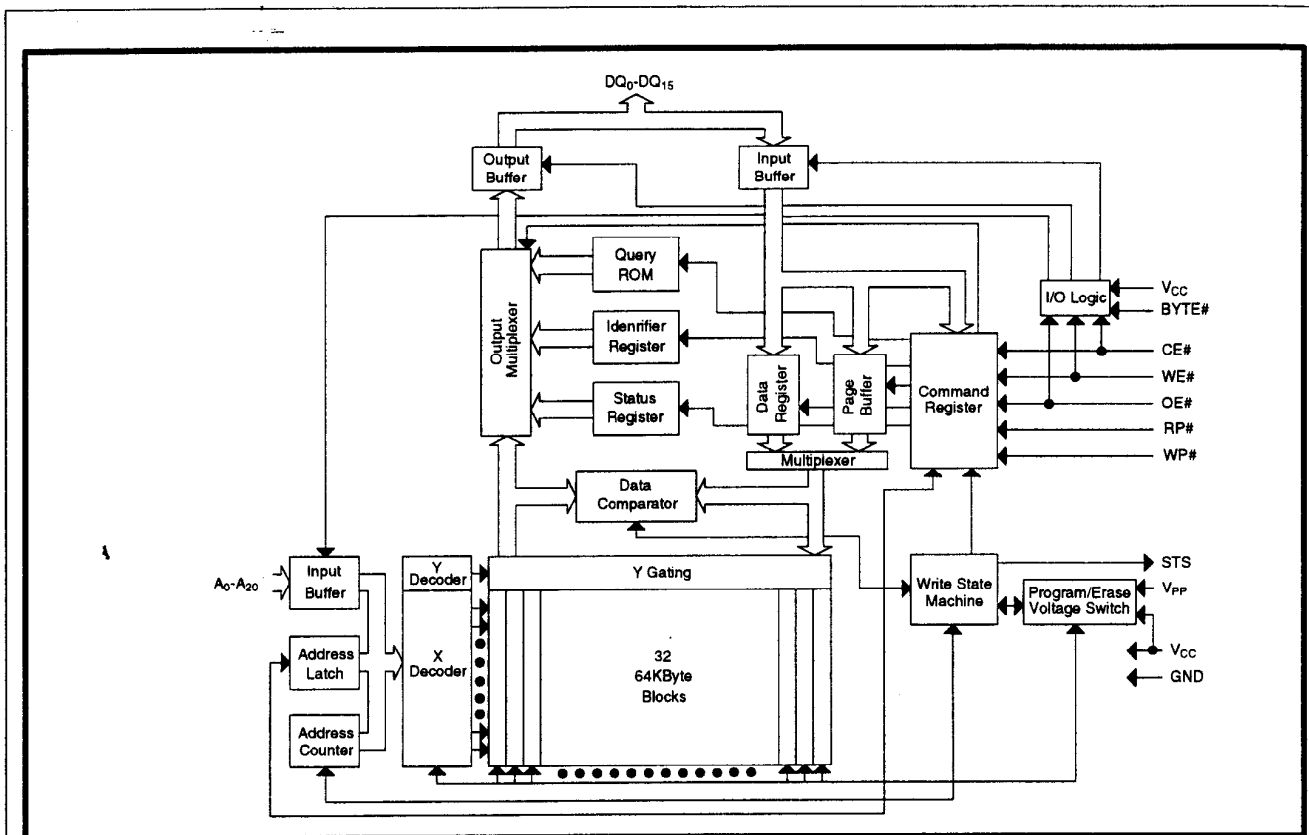 DQ0-DQ15
Output
Buffer
Input
Buffer
Output
Multiplexer
Query
ROM
Idenrifier
Register
Status
Register
Data
Register
Page
Buffer
Command
Register
I/O Logic
VCC
BYTE#
CE#
WE#
OE#
RP#
WP#
Multiplexer
Data
Comparator
A0-A20
Input
Buffer
Address
Latch
Address
Counter
Y
Decoder
X
Decoder
Y Gating
32
64KByte
Blocks
Write State
Machine
Program/Erase
Voltage Switch
STS
VPP
VCC
GND